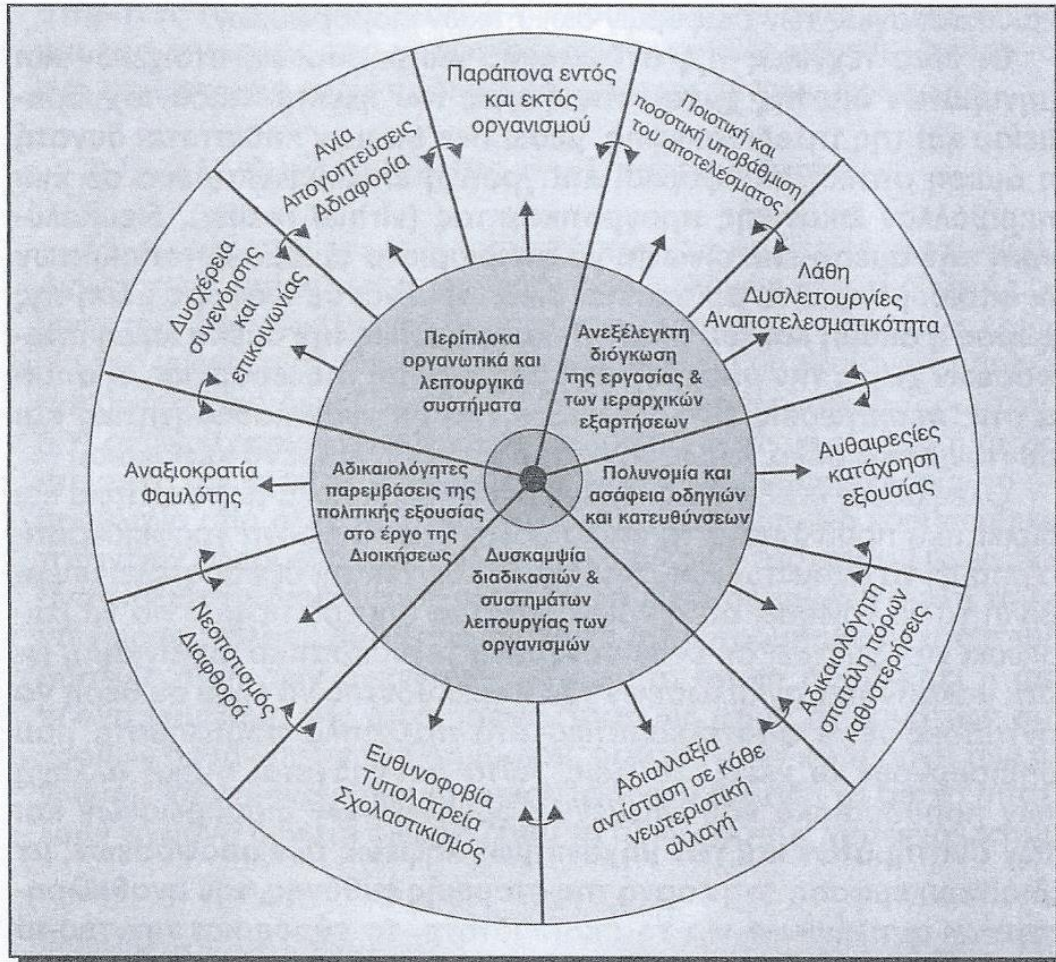 Παράπονα εντός
και εκτός
οργανισμού
Ποιοτική και
ποσοτική υποβάθμιση
του αποτελέσματος
Λάθη
Δυσλειτουργίες
Αναποτελεσματικότητα
Αυθαιρεςίες
κατάχρηση
εξουσίας
Αδικαιολόγητη
σπατάλη πόρων
καθυστερήσεις
Αδιαλλαξία
αντίσταση σε κάθε
νεωτεριστική
αλλαγή
Ευθυνοφοβία
Τυπολατρεία
Σχολαστικισμός
Νεοποτισμός
Διαφθορά
Αναξιοκρατία
Φαυλότης
Δυσχέρεια
συνενόησης
και
επικοινωνίας
Ανία
Απογοητεύσεις
Αδιαφορία
Περίπλοκα
οργανωτικά και
λειτουργικά
συστήματα
Ανεξέλεγκτη
διόγκωση
της εργασίας &
των ιεραρχικών
εξαρτήσεων
Πολυνομία και
ασάφεια οδηγιών
και κατευθύνσεων
Δυσκαμψία
διαδικασιών &
συστημάτων
λειτουργίας των
οργανισμών
Αδικαιολόγητες
παρεμβάσεις της
πολιτικής εξουσίας
στο έργο της
Διοικήσεως